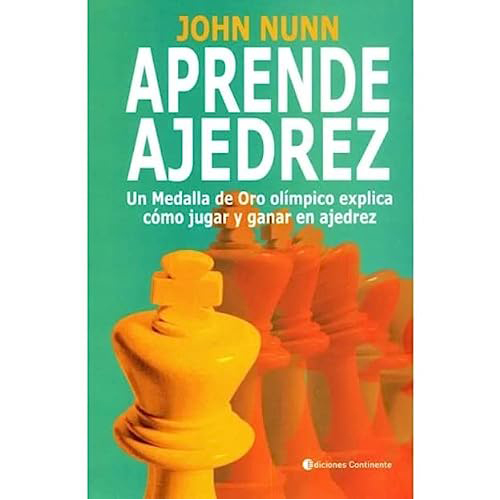 JOHN NUNN
APRENDE
AJEDREZ
Un Medalla de Oro olímpico explica
cómo jugar y ganar en ajedrez
Ediciones Continente